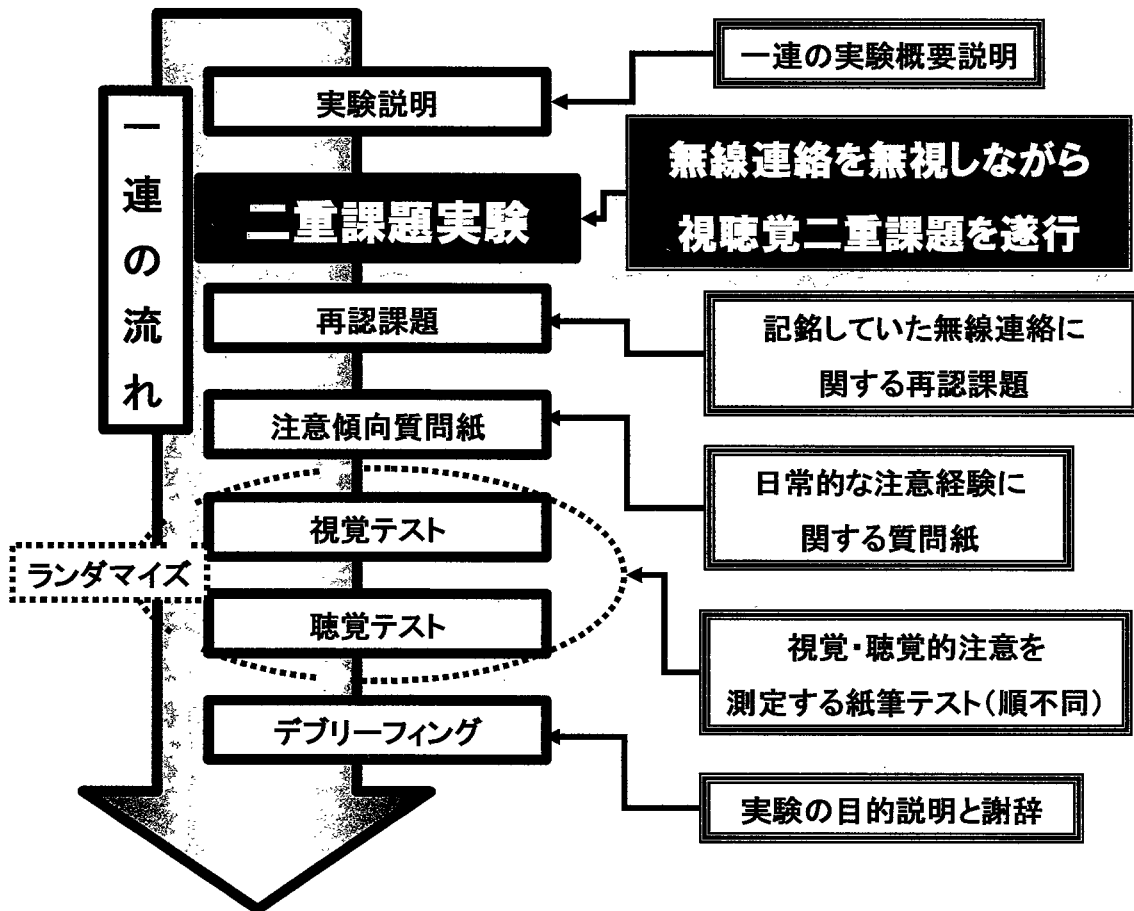 一連の流れ
実験説明
一連の実験概要説明
二重課題実験
無線連絡を無視しながら
視聴覚二重課題を遂行
再認課題
記銘していた無線連絡に
関する再認課題
注意傾向質問紙
日常的な注意経験に
関する質問紙
ランダマイズ
視覚テスト
聴覚テスト
視覚・聴覚的注意を
測定する紙筆テスト(順不同)
デブリーフィング
実験の目的説明と謝辞